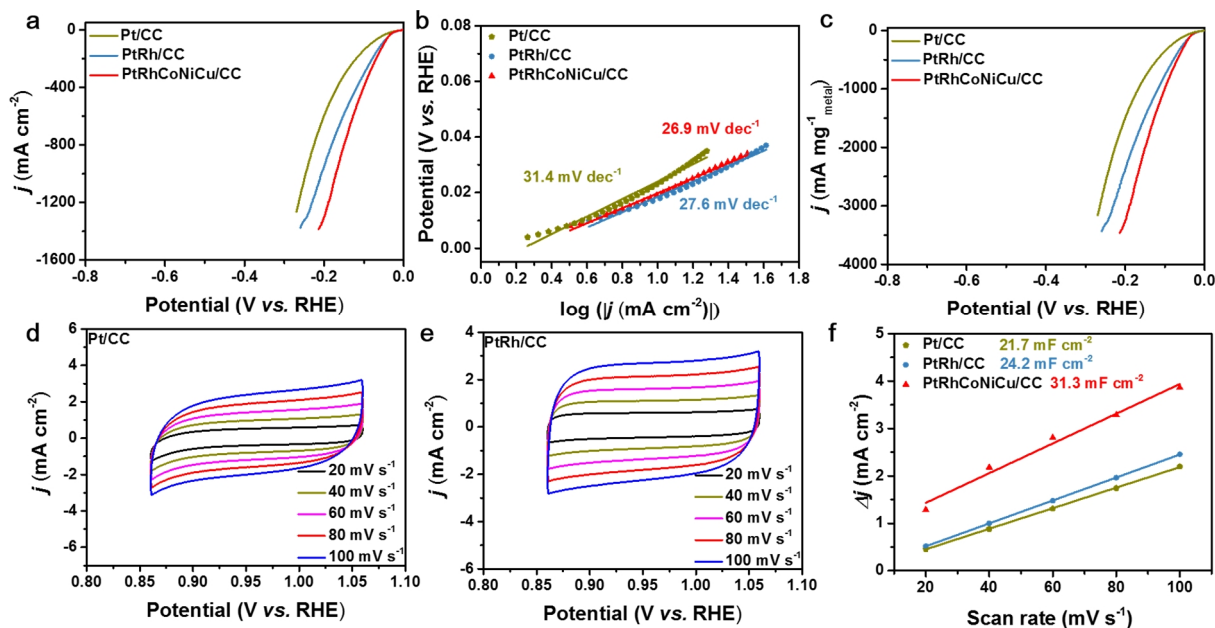 a
0
-400
-800
-1200
-1600
-0.8
-0.6
-0.4
-0.2
0.0
j (mA cm⁻²)
Potential (V vs. RHE)
Pt/CC
PtRh/CC
PtRhCoNiCu/CC
b
0.08
0.06
0.04
0.02
0.00
0.0
0.2
0.4
0.6
0.8
1.0
1.2
1.4
1.6
1.8
Potential (V vs. RHE)
log (|j (mA cm⁻²)|)
Pt/CC
PtRh/CC
PtRhCoNiCu/CC
26.9 mV dec⁻¹
31.4 mV dec⁻¹
27.6 mV dec⁻¹
c
0
-1000
-2000
-3000
-4000
-0.8
-0.6
-0.4
-0.2
0.0
j (mA mg⁻¹metal)
Potential (V vs. RHE)
Pt/CC
PtRh/CC
PtRhCoNiCu/CC
d
Pt/CC
6
4
2
0
-2
-4
-6
0.80
0.85
0.90
0.95
1.00
1.05
1.10
j (mA cm⁻²)
Potential (V vs. RHE)
20 mV s⁻¹
40 mV s⁻¹
60 mV s⁻¹
80 mV s⁻¹
100 mV s⁻¹
e
PtRh/CC
4
2
0
-2
-4
-6
0.80
0.85
0.90
0.95
1.00
1.05
1.10
j (mA cm⁻²)
Potential (V vs. RHE)
20 mV s⁻¹
40 mV s⁻¹
60 mV s⁻¹
80 mV s⁻¹
100 mV s⁻¹
f
5
4
3
2
1
0
20
40
60
80
100
Δj (mA cm⁻²)
Scan rate (mV s⁻¹)
Pt/CC 21.7 mF cm⁻²
PtRh/CC 24.2 mF cm⁻²
PtRhCoNiCu/CC 31.3 mF cm⁻²